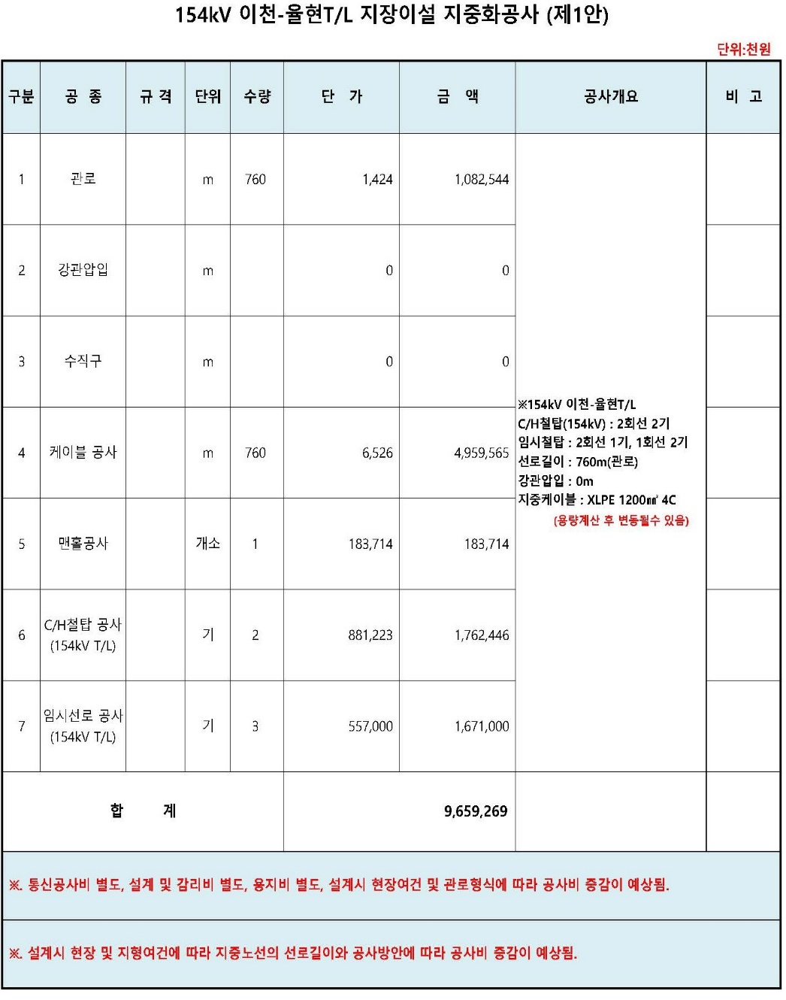 154kV 이천-율현T/L 지장이설 지중화공사 (제1안)
단위:천원
구분 공 종 규 격 단위 수량 단 가 금 액 공사개요 비 고
1 관로 m 760 1,424 1,082,544
2 강관압입 m 0 0
3 수직구 m 0 0
※154kV 이천-율현T/L
C/H철탑(154kV) : 2회선 2기
임시철탑 : 2회선 1기, 1회선 2기
선로길이 : 760m(관로)
강관압입 : 0m
지중케이블 : XLPE 1200㎟ 4C
(용량계산 후 변동될수 있음)
4 케이블 공사 m 760 6,526 4,959,565
5 맨홀공사 개소 1 183,714 183,714
6 C/H철탑 공사 기 2 881,223 1,762,446
(154kV T/L)
7 임시선로 공사 기 3 557,000 1,671,000
(154kV T/L)
합 계 9,659,269
※. 통신공사비 별도, 설계 및 감리비 별도, 용지비 별도, 설계시 현장여건 및 관로형식에 따라 공사비 증감이 예상됨.
※. 설계시 현장 및 지형여건에 따라 지중노선의 선로길이와 공사방안에 따라 공사비 증감이 예상됨.